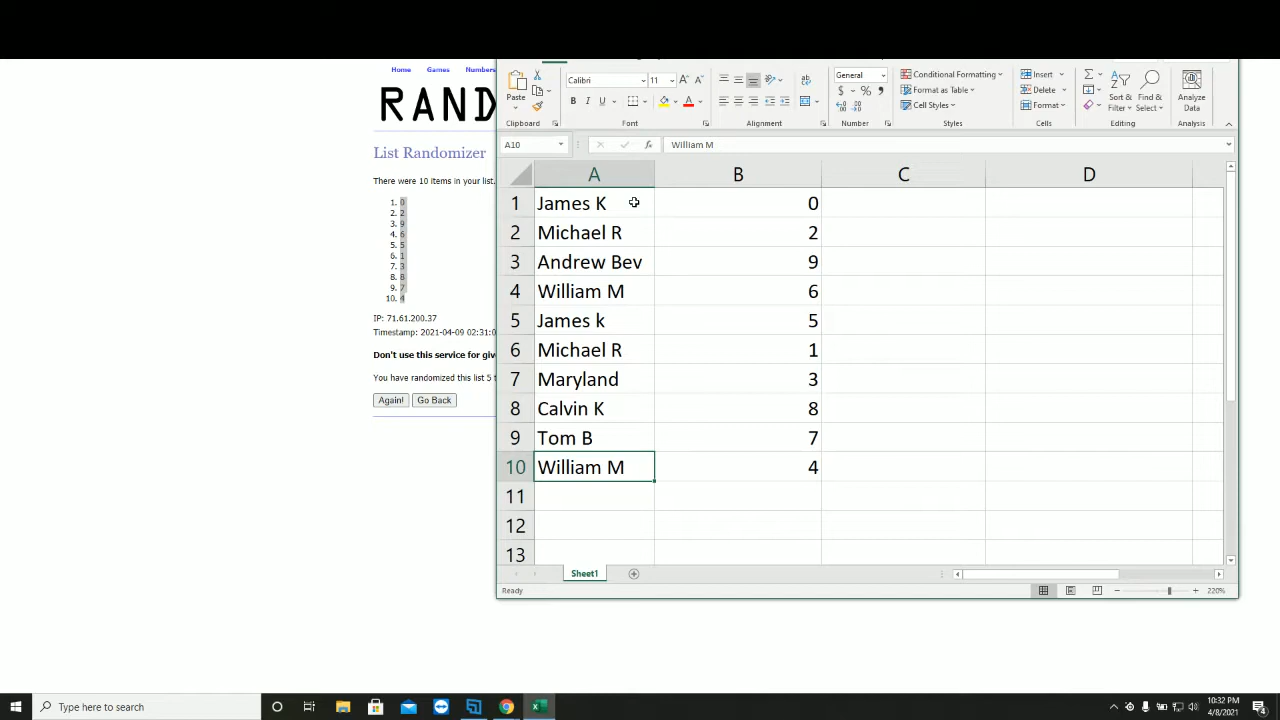 Home Games Numbers
RAND
List Randomizer
There were 10 items in your list.
1. 0
2. 2
3. 9
4. 6
5. 5
6. 1
7. 3
8. 8
9. 7
10. 4
IP: 71.61.200.37
Timestamp: 2021-04-09 02:31:0
Don't use this service for give
You have randomized this list 5 t
Again! Go Back
Paste
Calibri 11
B I U
General
$ % ,
Conditional Formatting
Format as Table
Cell Styles
Insert
Delete
Format
Sort & Filter
Find & Select
Analyze Data
Clipboard Font Alignment Number Styles Cells Editing Analysis
A10 fx William M
A B C D
1 James K 0
2 Michael R 2
3 Andrew Bev 9
4 William M 6
5 James k 5
6 Michael R 1
7 Maryland 3
8 Calvin K 8
9 Tom B 7
10 William M 4
11
12
13
Sheet1
Ready 220%
Type here to search
10:32 PM
4/8/2021
4